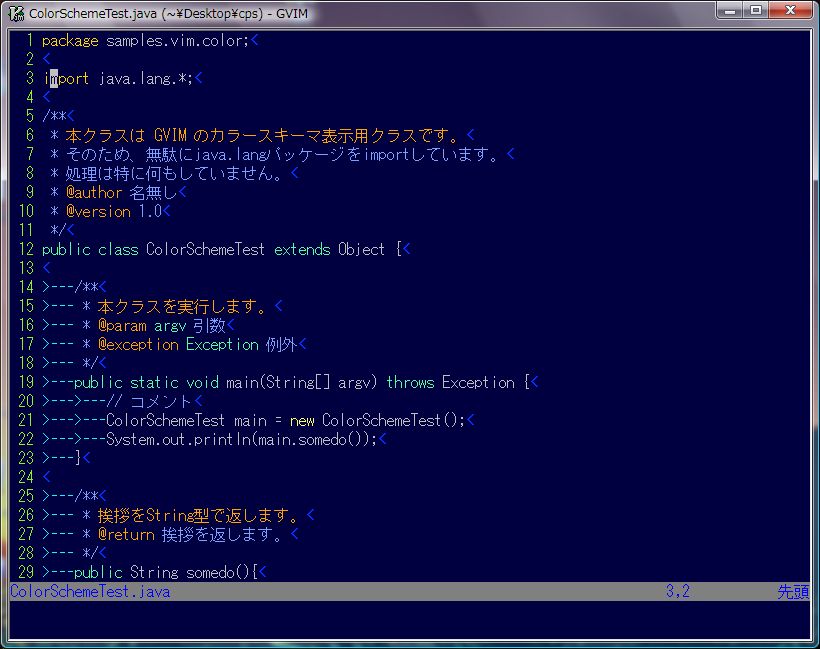 ColorSchemeTest.java (~¥Desktop¥cps) - GVIM
1 package samples.vim.color;<
2 <
3 import java.lang.*;<
4 <
5 /**<
6  * 本クラスは GVIM のカラースキーマ表示用クラスです。<
7  * そのため、無駄にjava.langパッケージをimportしています。<
8  * 処理は特に何もしていません。<
9  * @author 名無し<
10  * @version 1.0<
11  */<
12 public class ColorSchemeTest extends Object {<
13 <
14 >---/**<
15 >--- * 本クラスを実行します。<
16 >--- * @param argv 引数<
17 >--- * @exception Exception 例外<
18 >--- */<
19 >---public static void main(String[] argv) throws Exception {<
20 >--->---// コメント<
21 >--->---ColorSchemeTest main = new ColorSchemeTest();<
22 >--->---System.out.println(main.somedo());<
23 >---}<
24 <
25 >---/**<
26 >--- * 挨拶をString型で返します。<
27 >--- * @return 挨拶を返します。<
28 >--- */<
29 >---public String somedo(){<
ColorSchemeTest.java 3,2 先頭